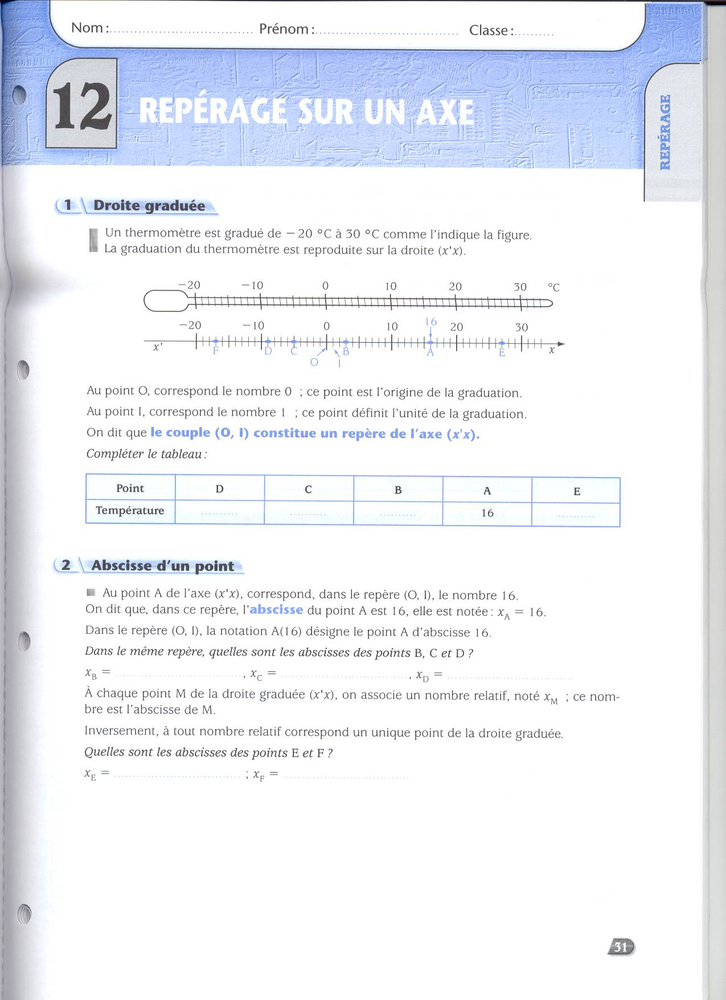 Nom :.................................. Prénom :.................................. Classe :..........
12
REPÉRAGE SUR UN AXE
REPÉRAGE
1 Droite graduée
Un thermomètre est gradué de − 20 °C à 30 °C comme l'indique la figure.
La graduation du thermomètre est reproduite sur la droite (x'x).
−20 −10 0 10 20 30 °C
−20 −10 0 10 16 20 30
x' F D C B A E x
O I
Au point O, correspond le nombre 0 ; ce point est l'origine de la graduation.
Au point I, correspond le nombre 1 ; ce point définit l'unité de la graduation.
On dit que le couple (O, I) constitue un repère de l'axe (x'x).
Compléter le tableau :
Point D C B A E
Température ............ ............ ............ 16 ............
2 Abscisse d'un point
Au point A de l'axe (x'x), correspond, dans le repère (O, I), le nombre 16.
On dit que, dans ce repère, l'abscisse du point A est 16, elle est notée : xA = 16.
Dans le repère (O, I), la notation A(16) désigne le point A d'abscisse 16.
Dans le même repère, quelles sont les abscisses des points B, C et D ?
xB = .............................. , xC = .............................. , xD = ..............................
À chaque point M de la droite graduée (x'x), on associe un nombre relatif, noté xM ; ce nom-
bre est l'abscisse de M.
Inversement, à tout nombre relatif correspond un unique point de la droite graduée.
Quelles sont les abscisses des points E et F ?
xE = .............................. ; xF = ..............................
31